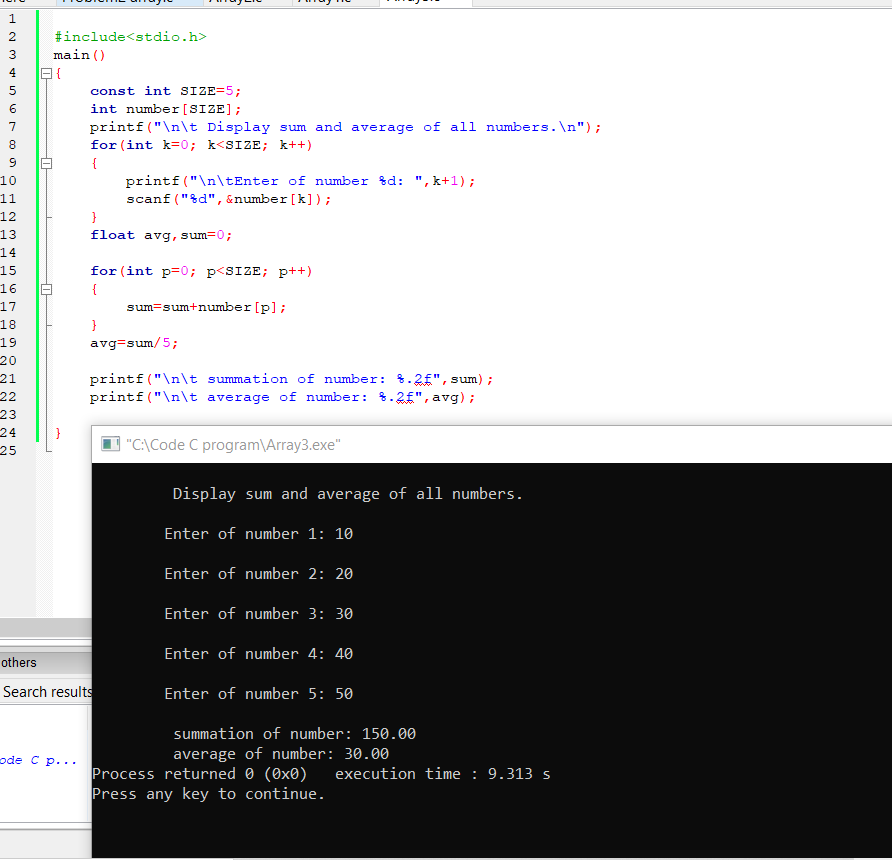 1
2 #include<stdio.h>
3 main()
4 {
5 const int SIZE=5;
6 int number[SIZE];
7 printf("\n\t Display sum and average of all numbers.\n");
8 for(int k=0; k<SIZE; k++)
9 {
10 printf("\n\tEnter of number %d: ",k+1);
11 scanf("%d",&number[k]);
12 }
13 float avg,sum=0;
14
15 for(int p=0; p<SIZE; p++)
16 {
17 sum=sum+number[p];
18 }
19 avg=sum/5;
20
21 printf("\n\t summation of number: %.2f",sum);
22 printf("\n\t average of number: %.2f",avg);
23
24 }
25
"C:\Code C program\Array3.exe"
Display sum and average of all numbers.
Enter of number 1: 10
Enter of number 2: 20
Enter of number 3: 30
Enter of number 4: 40
Enter of number 5: 50
summation of number: 150.00
average of number: 30.00
Process returned 0 (0x0) execution time : 9.313 s
Press any key to continue.
others
Search results
ode C p...